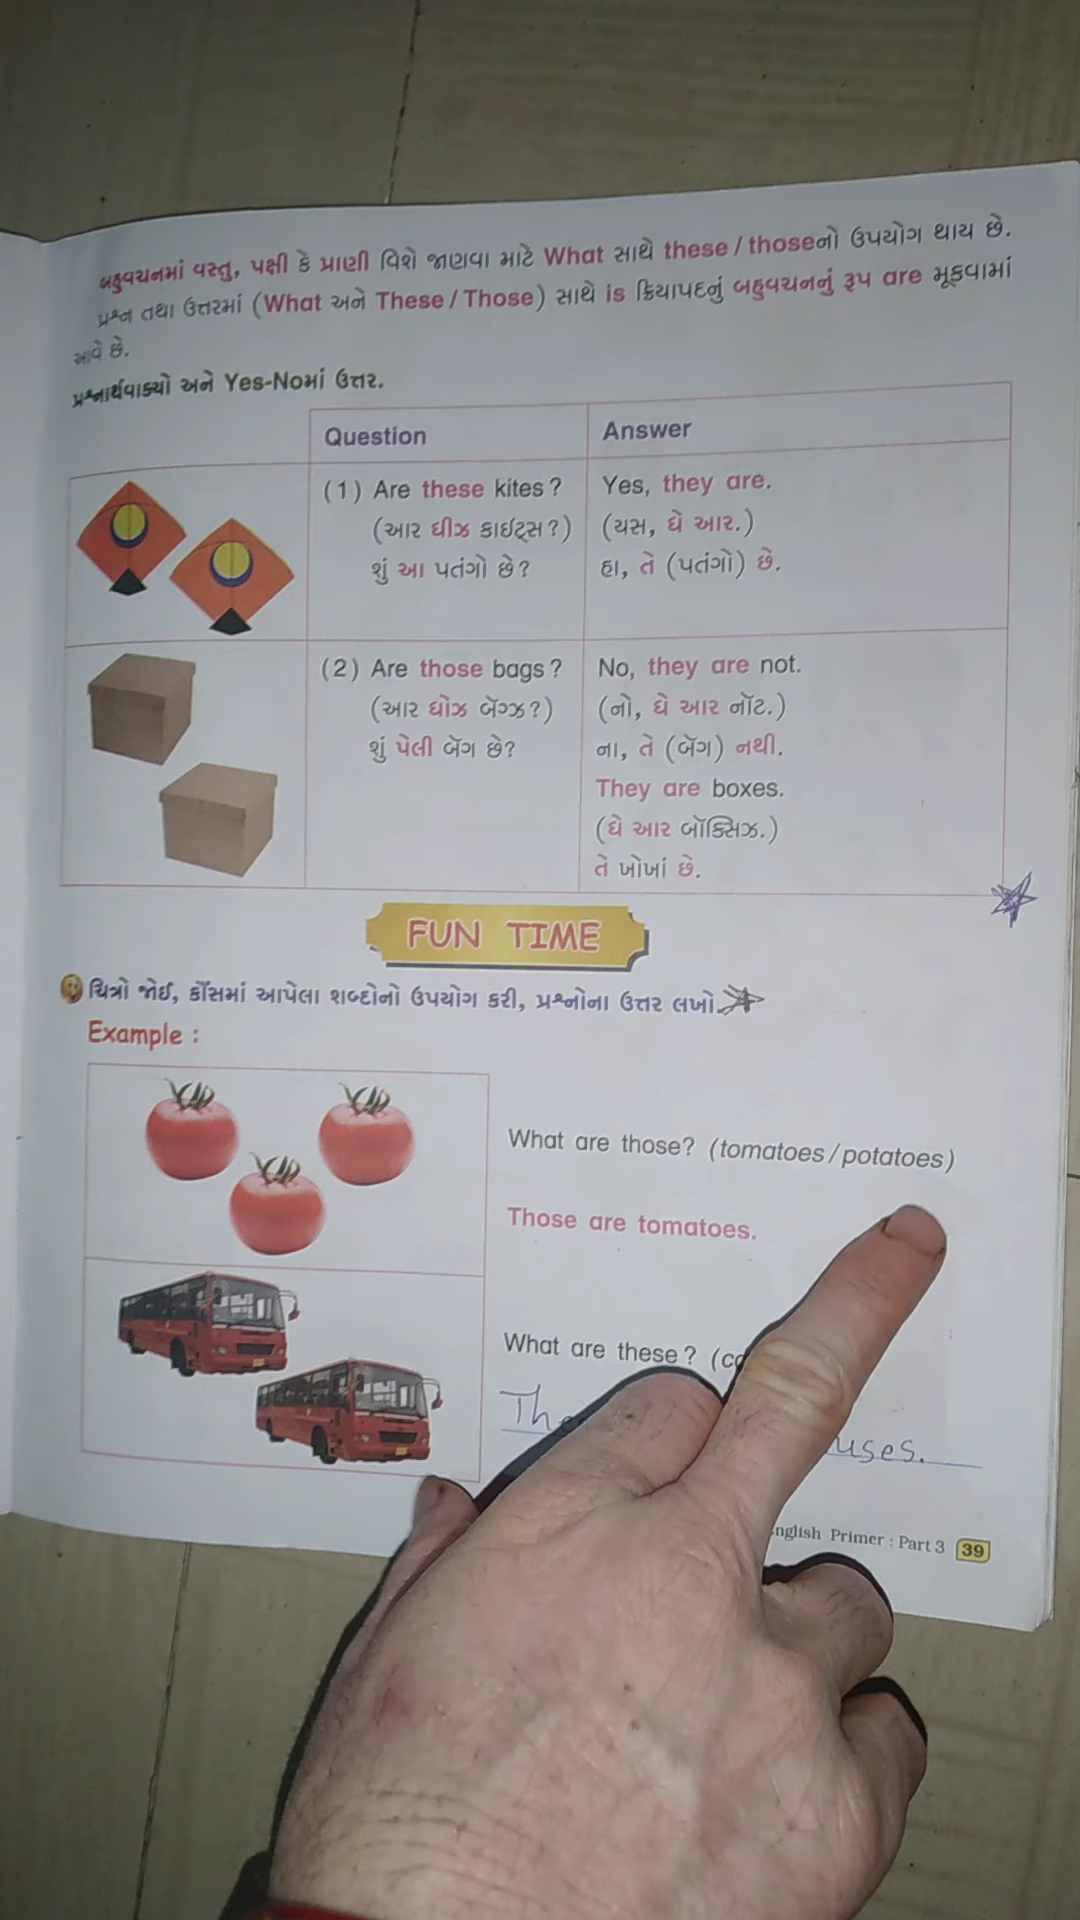 બહુવચનમાં વસ્તુ, પક્ષી કે પ્રાણી વિશે જાણવા માટે What સાથે these / thoseનો ઉપયોગ થાય છે.
પ્રશ્ન તથા ઉત્તરમાં (What અને These / Those) સાથે is ક્રિયાપદનું બહુવચનનું રૂપ are મૂકવામાં
આવે છે.
પ્રશ્નાર્થવાક્યો અને Yes-Noમાં ઉત્તર.
Question Answer
(1) Are these kites? Yes, they are.
(આર ધીઝ કાઈટ્સ?) (યસ, ધે આર.)
શું આ પતંગો છે? હા, તે (પતંગો) છે.
(2) Are those bags? No, they are not.
(આર ધોઝ બૅગ્ઝ?) (નો, ધે આર નૉટ.)
શું પેલી બૅગ છે? ના, તે (બૅગ) નથી.
They are boxes.
(ધે આર બૉક્સિઝ.)
તે ખોખાં છે.
FUN TIME
ચિત્રો જોઈ, કૌંસમાં આપેલા શબ્દોનો ઉપયોગ કરી, પ્રશ્નોના ઉત્તર લખો.
Example :
What are those? (tomatoes/potatoes)
Those are tomatoes.
What are these?
English Primer : Part 3 39